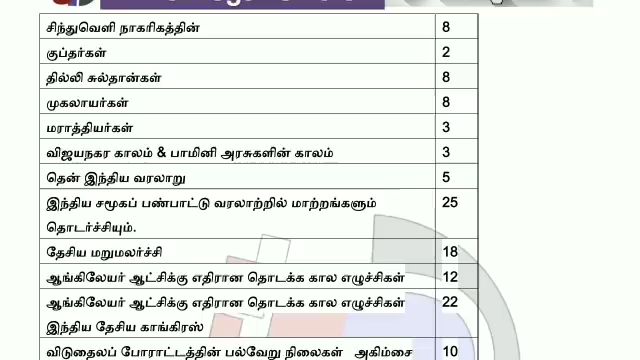 சிந்துவெளி நாகரிகத்தின் 8
குப்தர்கள் 2
தில்லி சுல்தான்கள் 8
முகலாயர்கள் 8
மராத்தியர்கள் 3
விஜயநகர காலம் & பாமினி அரசுகளின் காலம் 3
தென் இந்திய வரலாறு 5
இந்திய சமூகப் பண்பாட்டு வரலாற்றில் மாற்றங்களும் 25
தொடர்ச்சியும்.
தேசிய மறுமலர்ச்சி 18
ஆங்கிலேயர் ஆட்சிக்கு எதிரான தொடக்க கால எழுச்சிகள் 12
ஆங்கிலேயர் ஆட்சிக்கு எதிரான தொடக்க கால எழுச்சிகள் 22
இந்திய தேசிய காங்கிரஸ்
விடுதலைப் போராட்டத்தின் பல்வேறு நிலைகள் அகிம்சை 10